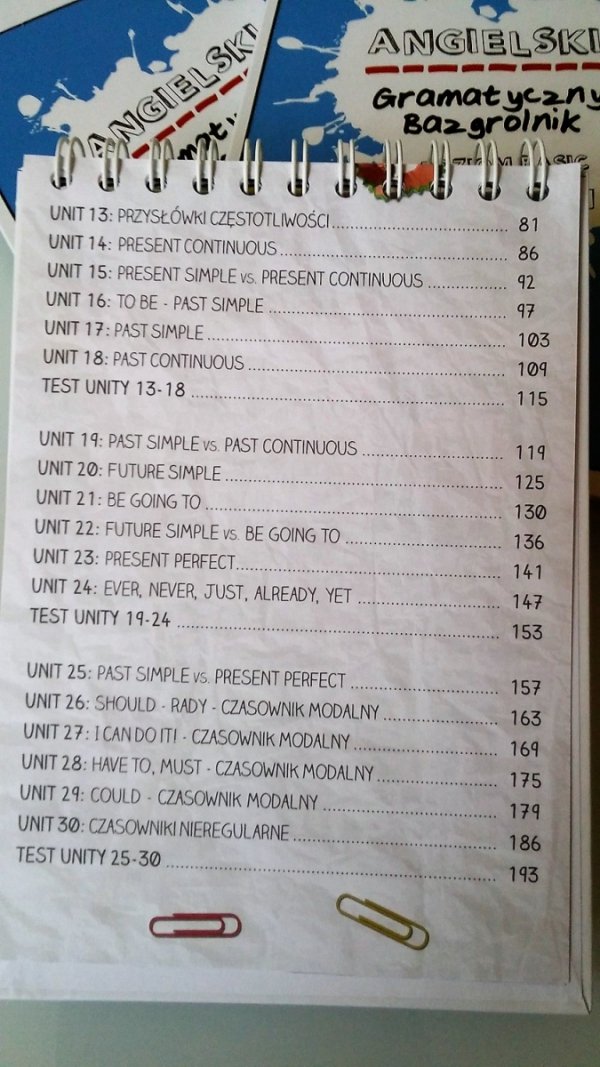 ANGIELSKI
ANGIELSKI
Gramatyczny
Bazgrolnik
UNIT 13: PRZYSŁÓWKI CZĘSTOTLIWOŚCI 81
UNIT 14: PRESENT CONTINUOUS 86
UNIT 15: PRESENT SIMPLE vs. PRESENT CONTINUOUS 92
UNIT 16: TO BE - PAST SIMPLE 97
UNIT 17: PAST SIMPLE 103
UNIT 18: PAST CONTINUOUS 109
TEST UNITY 13-18 115
UNIT 19: PAST SIMPLE vs. PAST CONTINUOUS 119
UNIT 20: FUTURE SIMPLE 125
UNIT 21: BE GOING TO 130
UNIT 22: FUTURE SIMPLE vs. BE GOING TO 136
UNIT 23: PRESENT PERFECT 141
UNIT 24: EVER, NEVER, JUST, ALREADY, YET 147
TEST UNITY 19-24 153
UNIT 25: PAST SIMPLE vs. PRESENT PERFECT 157
UNIT 26: SHOULD - RADY - CZASOWNIK MODALNY 163
UNIT 27: I CAN DO IT! - CZASOWNIK MODALNY 169
UNIT 28: HAVE TO, MUST - CZASOWNIK MODALNY 175
UNIT 29: COULD - CZASOWNIK MODALNY 179
UNIT 30: CZASOWNIKI NIEREGULARNE 186
TEST UNITY 25-30 193